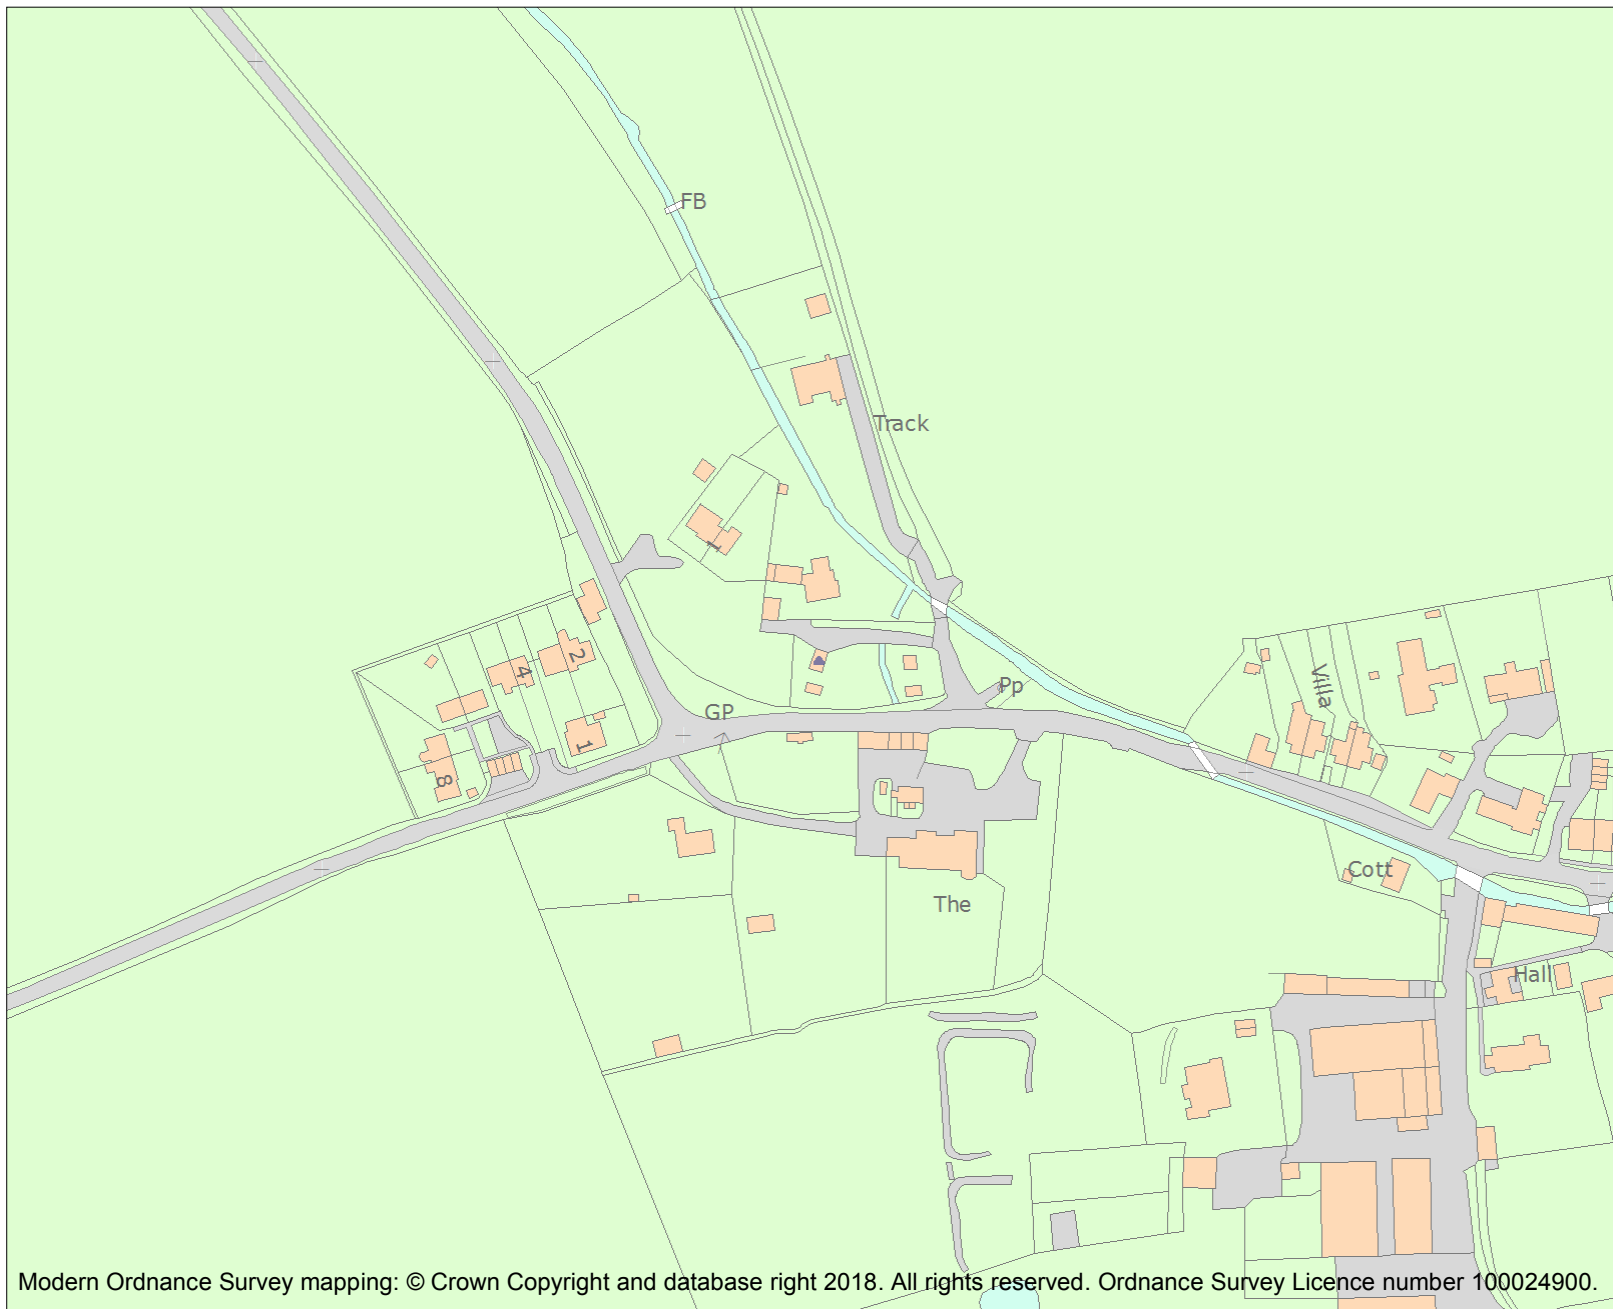 FB
Track
1
Pp
Villa
2
4
GP
1
8
Cott
The
Hall
Modern Ordnance Survey mapping: © Crown Copyright and database right 2018. All rights reserved. Ordnance Survey Licence number 100024900.